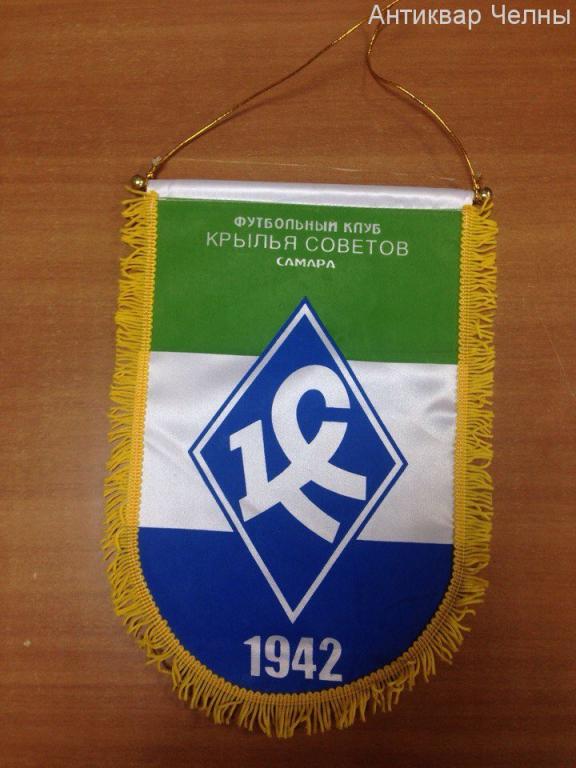 Антиквар Челны
ФУТБОЛЬНЫЙ КЛУБ
КРЫЛЬЯ СОВЕТОВ
САМАРА
КС
1942